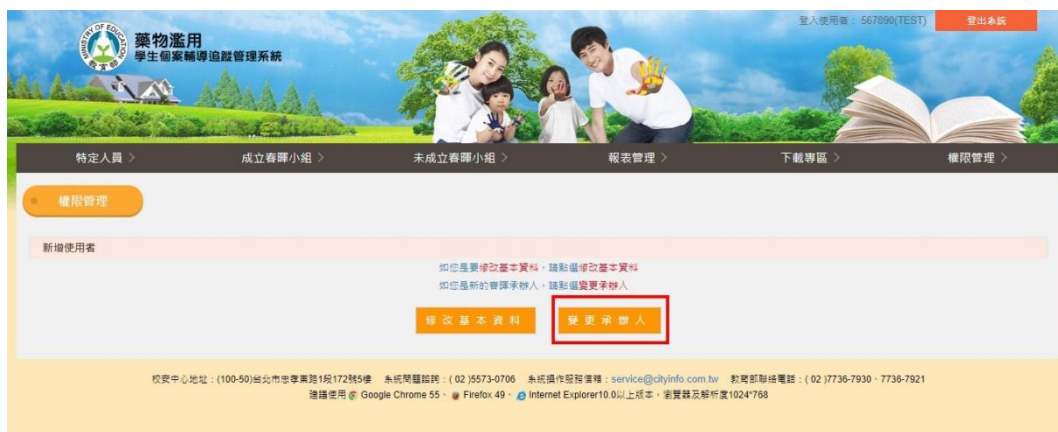 登入使用者： 567890(TEST)
登出系統
MINISTRY OF EDUCATION
教育部
藥物濫用
學生個案輔導追蹤管理系統
特定人員 〉
成立春暉小組 〉
未成立春暉小組 〉
報表管理 〉
下載專區 〉
權限管理 〉
權限管理
新增使用者
如您是要修改基本資料，請點選修改基本資料
如您是新的春暉承辦人，請點選變更承辦人
修改基本資料
變更承辦人
校安中心地址：(100-50)台北市忠孝東路1段172號5樓 系統問題諮詢：( 02 )5573-0706 系統操作服務信箱：service@cityinfo.com.tw 教育部聯絡電話：( 02 )7736-7930、7736-7921
建議使用 Google Chrome 55、 Firefox 49、 Internet Explorer10.0以上版本，瀏覽器及解析度1024*768